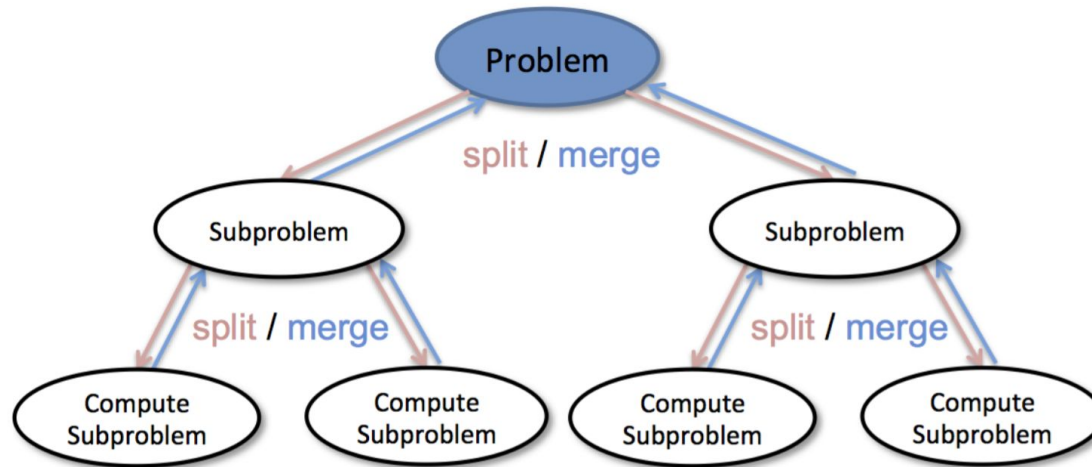 Problem
split / merge
Subproblem
Subproblem
split / merge
split / merge
Compute
Subproblem
Compute
Subproblem
Compute
Subproblem
Compute
Subproblem